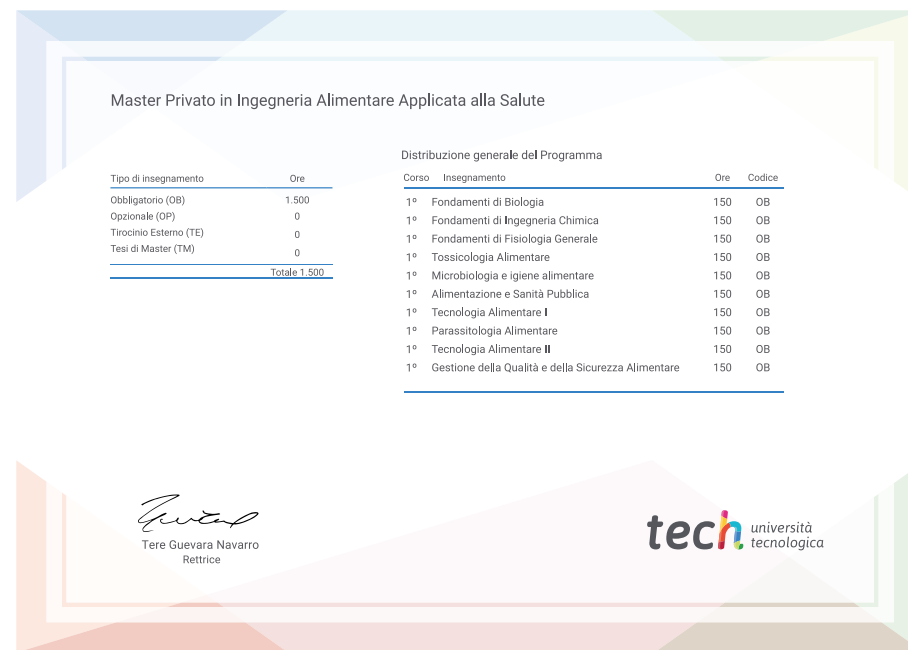 Master Privato in Ingegneria Alimentare Applicata alla Salute
Tipo di insegnamento Ore
Obbligatorio (OB) 1.500
Opzionale (OP) 0
Tirocinio Esterno (TE) 0
Tesi di Master (TM) 0
Totale 1.500
Distribuzione generale del Programma
Corso Insegnamento Ore Codice
1º Fondamenti di Biologia 150 OB
1º Fondamenti di Ingegneria Chimica 150 OB
1º Fondamenti di Fisiologia Generale 150 OB
1º Tossicologia Alimentare 150 OB
1º Microbiologia e igiene alimentare 150 OB
1º Alimentazione e Sanità Pubblica 150 OB
1º Tecnologia Alimentare I 150 OB
1º Parassitologia Alimentare 150 OB
1º Tecnologia Alimentare II 150 OB
1º Gestione della Qualità e della Sicurezza Alimentare 150 OB
Tere Guevara Navarro
Rettrice
tech università
tecnologica